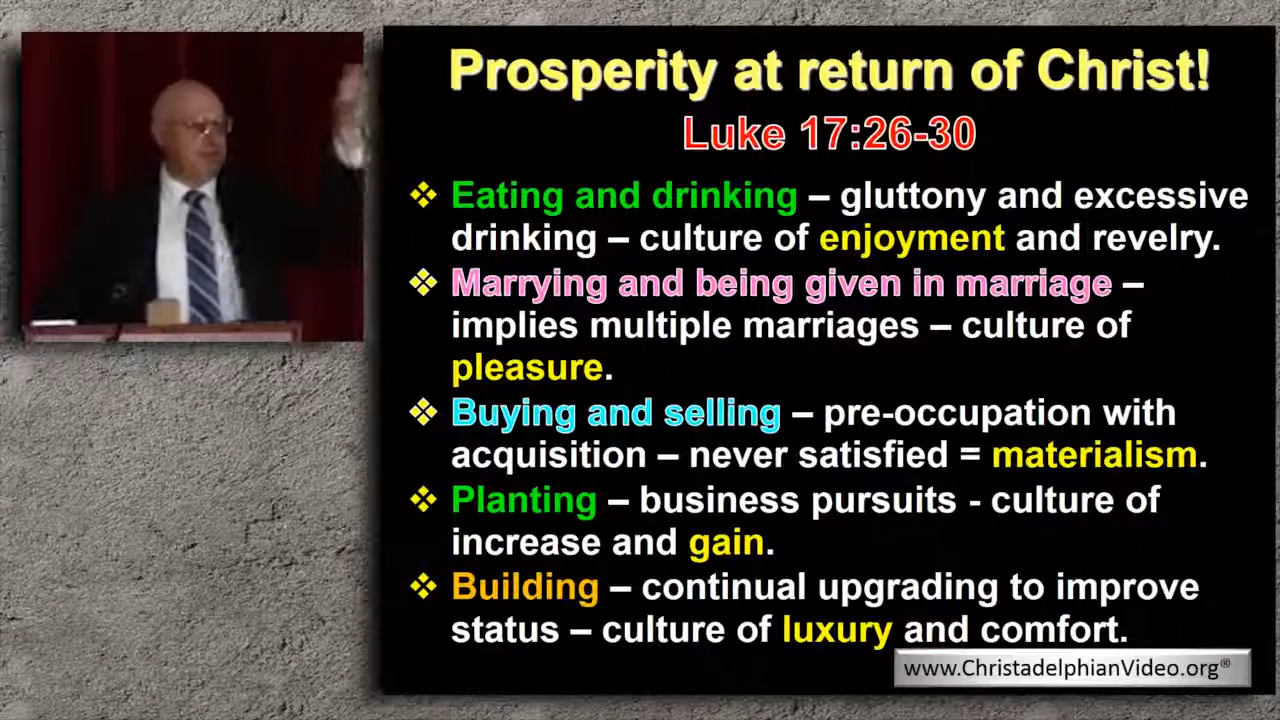 Prosperity at return of Christ!
Luke 17:26-30
❖ Eating and drinking – gluttony and excessive
drinking – culture of enjoyment and revelry.
❖ Marrying and being given in marriage –
implies multiple marriages – culture of
pleasure.
❖ Buying and selling – pre-occupation with
acquisition – never satisfied = materialism.
❖ Planting – business pursuits - culture of
increase and gain.
❖ Building – continual upgrading to improve
status – culture of luxury and comfort.
www.ChristadelphianVideo.org®